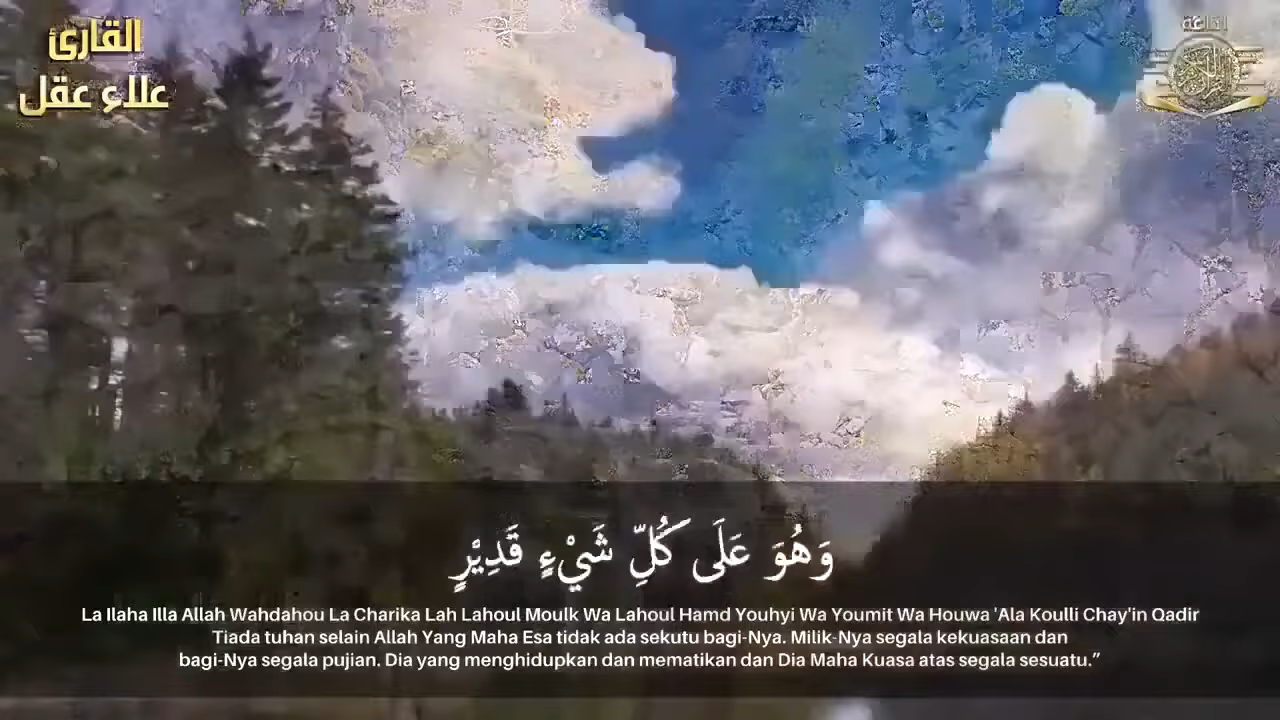 القارئ
علاء عقل
إذاعة
القرآن الكريم
وَهُوَ عَلَى كُلِّ شَيْءٍ قَدِيْرٍ
La Ilaha Illa Allah Wahdahou La Charika Lah Lahoul Moulk Wa Lahoul Hamd Youhyi Wa Youmit Wa Houwa 'Ala Koulli Chay'in Qadir
Tiada tuhan selain Allah Yang Maha Esa tidak ada sekutu bagi-Nya. Milik-Nya segala kekuasaan dan
bagi-Nya segala pujian. Dia yang menghidupkan dan mematikan dan Dia Maha Kuasa atas segala sesuatu.”